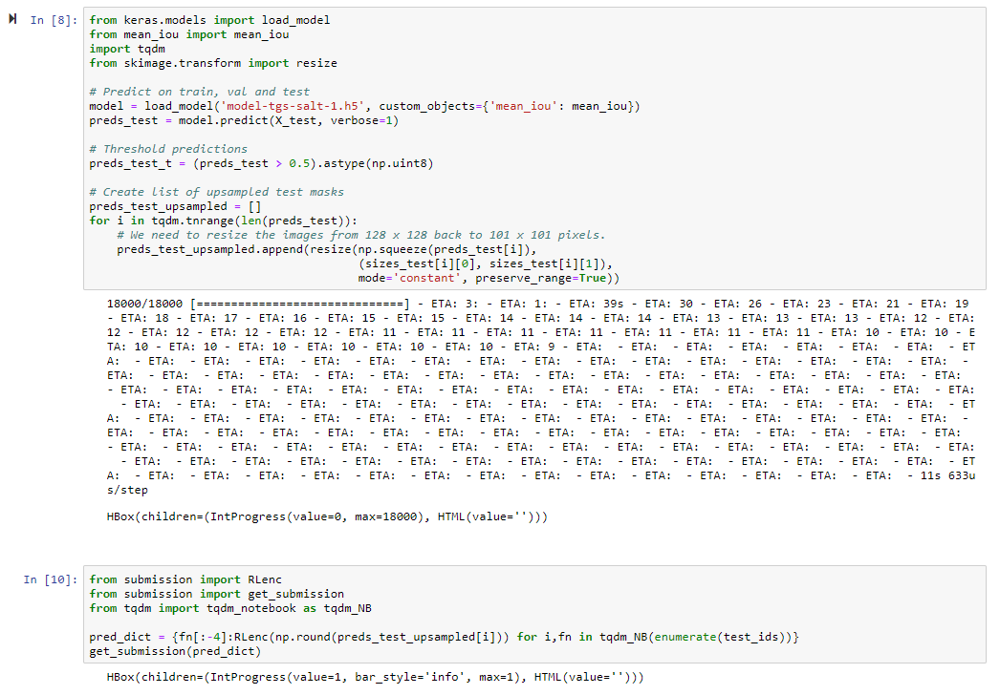 In [8]:
from keras.models import load_model
from mean_iou import mean_iou
import tqdm
from skimage.transform import resize
# Predict on train, val and test
model = load_model('model-tgs-salt-1.h5', custom_objects={'mean_iou': mean_iou})
preds_test = model.predict(X_test, verbose=1)
# Threshold predictions
preds_test_t = (preds_test > 0.5).astype(np.uint8)
# Create list of upsampled test masks
preds_test_upsampled = []
for i in tqdm.tnrange(len(preds_test)):
    # We need to resize the images from 128 x 128 back to 101 x 101 pixels.
    preds_test_upsampled.append(resize(np.squeeze(preds_test[i]),
                                       (sizes_test[i][0], sizes_test[i][1]),
                                       mode='constant', preserve_range=True))
18000/18000 [==============================] - ETA: 3: - ETA: 1: - ETA: 39s - ETA: 30 - ETA: 26 - ETA: 23 - ETA: 21 - ETA: 19
- ETA: 18 - ETA: 17 - ETA: 16 - ETA: 15 - ETA: 15 - ETA: 14 - ETA: 14 - ETA: 14 - ETA: 13 - ETA: 13 - ETA: 13 - ETA: 12 - ETA:
12 - ETA: 12 - ETA: 12 - ETA: 12 - ETA: 11 - ETA: 11 - ETA: 11 - ETA: 11 - ETA: 11 - ETA: 11 - ETA: 11 - ETA: 10 - ETA: 10 - E
TA: 10 - ETA: 10 - ETA: 10 - ETA: 10 - ETA: 10 - ETA: 10 - ETA: 9 - ETA:  - ETA:  - ETA:  - ETA:  - ETA:  - ETA:  - ET
A:  - ETA:  - ETA:  - ETA:  - ETA:  - ETA:  - ETA:  - ETA:  - ETA:  - ETA:  - ETA:  - ETA:  - ETA:  - ETA:  - ETA:  -
ETA:  - ETA:  - ETA:  - ETA:  - ETA:  - ETA:  - ETA:  - ETA:  - ETA:  - ETA:  - ETA:  - ETA:  - ETA:  - ETA:  - ETA:
- ETA:  - ETA:  - ETA:  - ETA:  - ETA:  - ETA:  - ETA:  - ETA:  - ETA:  - ETA:  - ETA:  - ETA:  - ETA:  - ETA:  - ETA:
- ETA:  - ETA:  - ETA:  - ETA:  - ETA:  - ETA:  - ETA:  - ETA:  - ETA:  - ETA:  - ETA:  - ETA:  - ETA:  - ETA:  - ET
A:  - ETA:  - ETA:  - ETA:  - ETA:  - ETA:  - ETA:  - ETA:  - ETA:  - ETA:  - ETA:  - ETA:  - ETA:  - ETA:  - ETA:  -
ETA:  - ETA:  - ETA:  - ETA:  - ETA:  - ETA:  - ETA:  - ETA:  - ETA:  - ETA:  - ETA:  - ETA:  - ETA:  - ETA:  - ETA:
- ETA:  - ETA:  - ETA:  - ETA:  - ETA:  - ETA:  - ETA:  - ETA:  - ETA:  - ETA:  - ETA:  - ETA:  - ETA:  - ETA:  - ETA:
- ETA:  - ETA:  - ETA:  - ETA:  - ETA:  - ETA:  - ETA:  - ETA:  - ETA:  - ETA:  - ETA:  - ETA:  - ETA:  - ETA:  - ET
A:  - ETA:  - ETA:  - ETA:  - ETA:  - ETA:  - ETA:  - ETA:  - ETA:  - ETA:  - ETA:  - ETA:  - ETA:  - ETA:  - 11s 633u
s/step
HBox(children=(IntProgress(value=0, max=18000), HTML(value='')))
In [10]:
from submission import RLenc
from submission import get_submission
from tqdm import tqdm_notebook as tqdm_NB
pred_dict = {fn[:-4]:RLenc(np.round(preds_test_upsampled[i])) for i,fn in tqdm_NB(enumerate(test_ids))}
get_submission(pred_dict)
HBox(children=(IntProgress(value=1, bar_style='info', max=1), HTML(value='')))